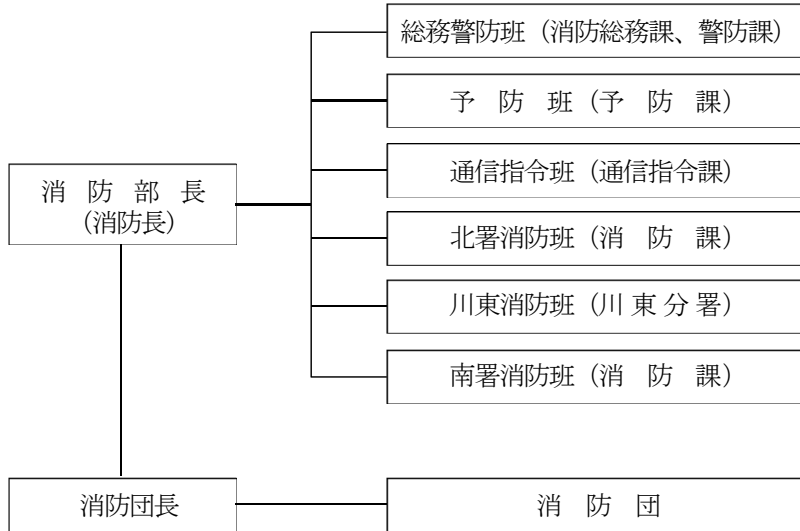 総務警防班（消防総務課、警防課）
予　防　班（予　防　課）
通信指令班（通信指令課）
消　防　部　長
（消防長）
北署消防班（消　防　課）
川東消防班（川 東 分 署）
南署消防班（消　防　課）
消防団長
消　防　団